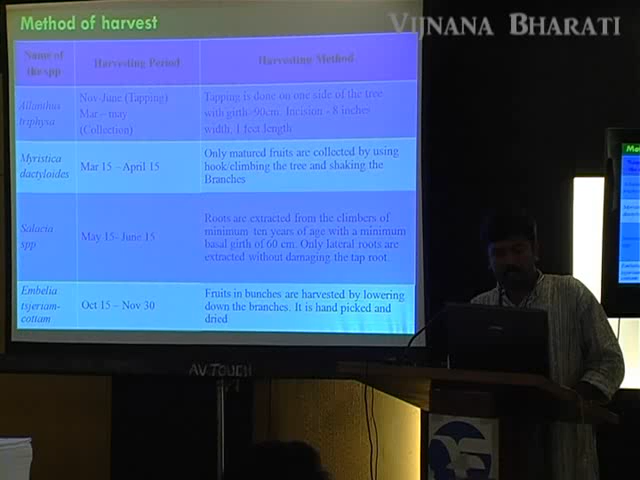 Method of harvest
VIJNANA BHARATI
Name of the spp
Harvesting Period
Harvesting Method
Ailanthus triphysa
Nov-June (Tapping)
Mar – may
(Collection)
Tapping is done on one side of the tree
with girth 90cm. Incision - 8 inches
width, 1 feet length
Myristica
dactyloides
Mar 15 – April 15
Only matured fruits are collected by using
hook/climbing the tree and shaking the
Branches
Salacia
spp
May 15- June 15
Roots are extracted from the climbers of
minimum ten years of age with a minimum
basal girth of 60 cm. Only lateral roots are
extracted without damaging the tap root.
Embelia
tsjeriam-
cottam
Oct 15 – Nov 30
Fruits in bunches are harvested by lowering
down the branches. It is hand picked and
dried
AV TOUCH